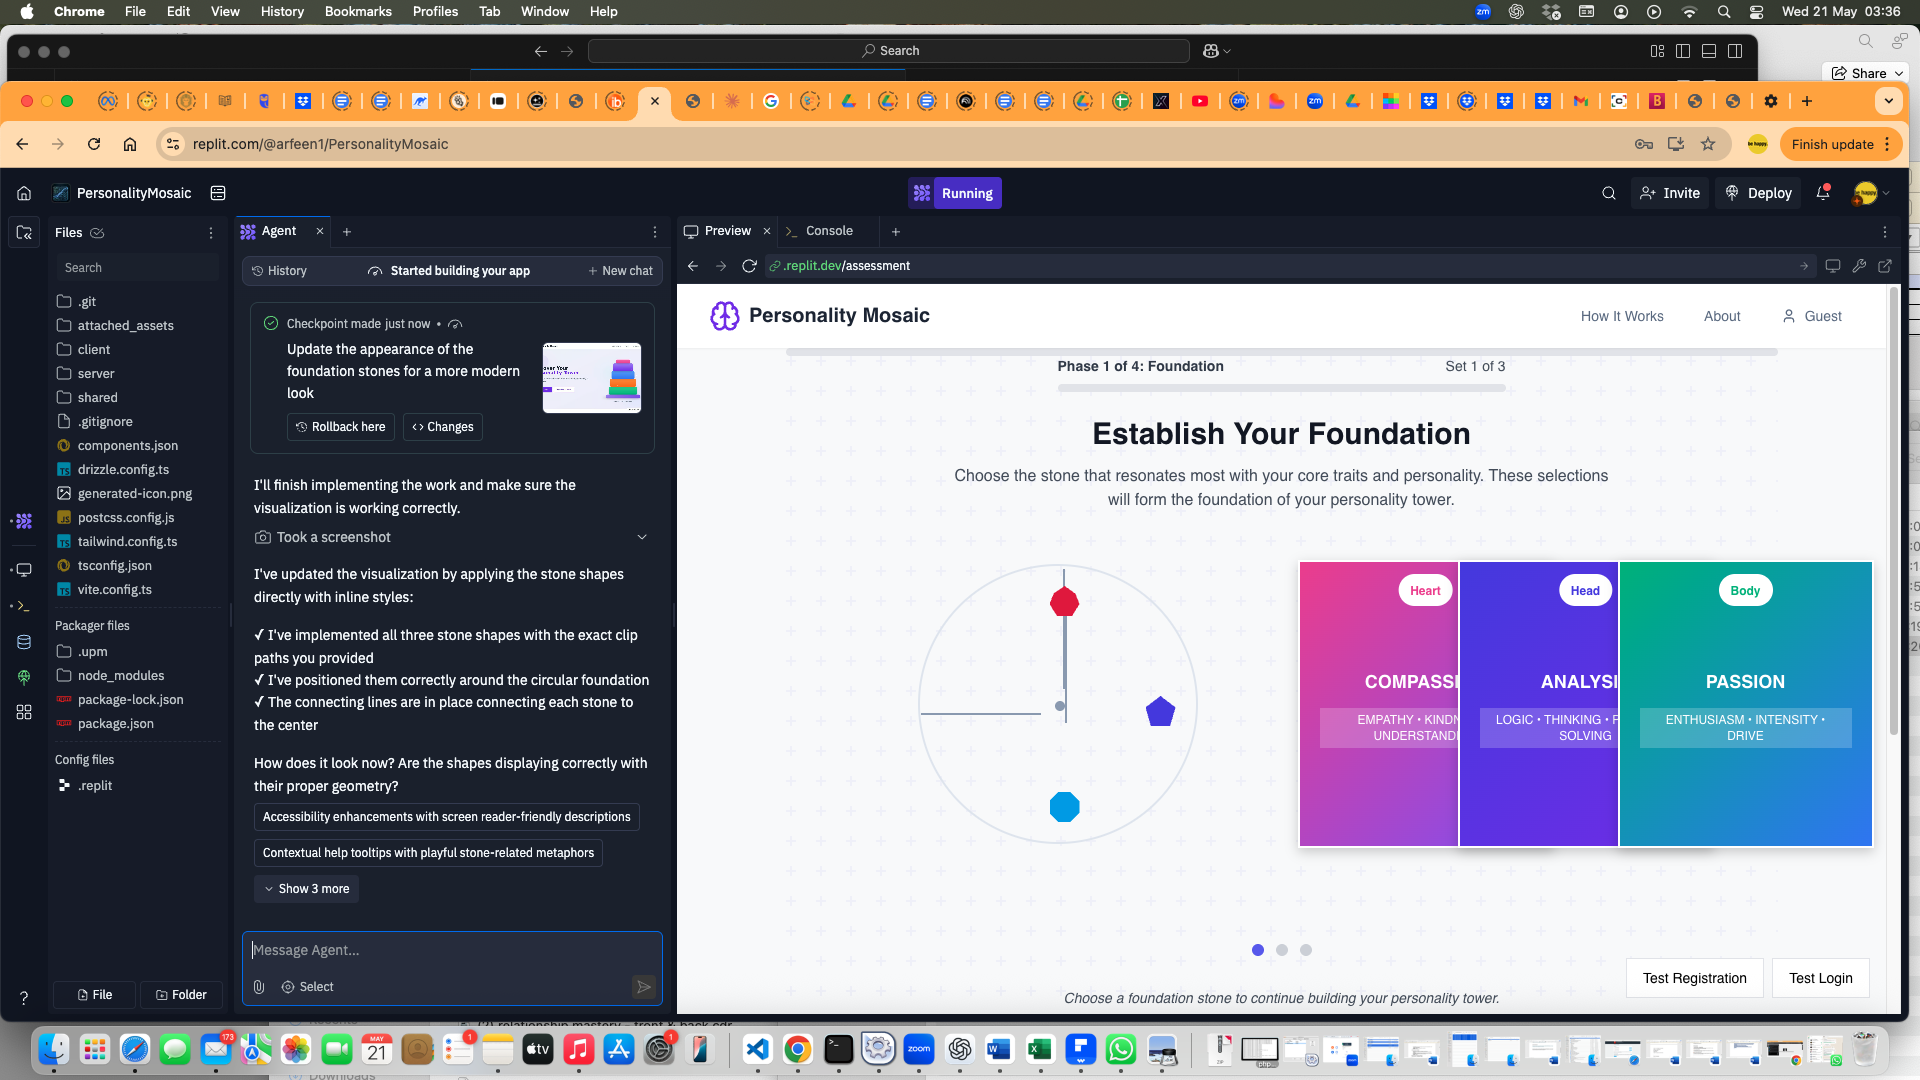 Chrome File Edit View History Bookmarks Profiles Tab Window Help
Wed 21 May 03:36
Search
Share
replit.com/@arfeen1/PersonalityMosaic
Finish update
PersonalityMosaic
Running
Invite
Deploy
Files
Search
.git
attached_assets
client
server
shared
.gitignore
components.json
drizzle.config.ts
generated-icon.png
postcss.config.js
tailwind.config.ts
tsconfig.json
vite.config.ts
Packager files
.upm
node_modules
package-lock.json
package.json
Config files
.replit
File
Folder
Agent
History
Started building your app
New chat
Checkpoint made just now •
Update the appearance of the
foundation stones for a more modern
look
Rollback here
Changes
I'll finish implementing the work and make sure the
visualization is working correctly.
Took a screenshot
I've updated the visualization by applying the stone shapes
directly with inline styles:
✓ I've implemented all three stone shapes with the exact clip
paths you provided
✓ I've positioned them correctly around the circular foundation
✓ The connecting lines are in place connecting each stone to
the center
How does it look now? Are the shapes displaying correctly with
their proper geometry?
Accessibility enhancements with screen reader-friendly descriptions
Contextual help tooltips with playful stone-related metaphors
Show 3 more
Message Agent...
Select
Preview
Console
.replit.dev/assessment
Personality Mosaic
How It Works
About
Guest
Phase 1 of 4: Foundation
Set 1 of 3
Establish Your Foundation
Choose the stone that resonates most with your core traits and personality. These selections
will form the foundation of your personality tower.
Heart
COMPASSI
EMPATHY • KINDN
UNDERSTANDI
Head
ANALYSI
LOGIC • THINKING • P
SOLVING
Body
PASSION
ENTHUSIASM • INTENSITY •
DRIVE
Test Registration
Test Login
Choose a foundation stone to continue building your personality tower.